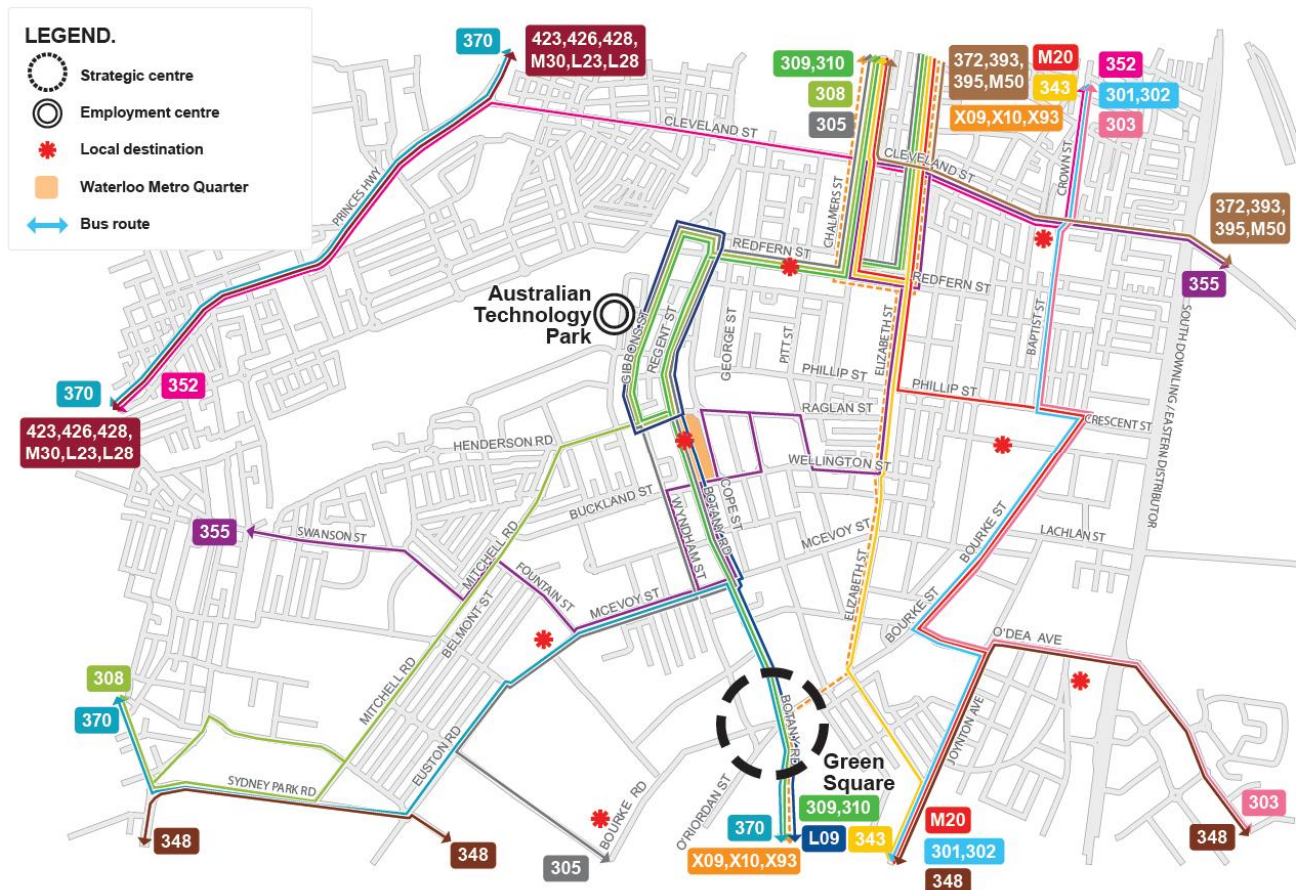 LEGEND.
Strategic centre
Employment centre
Local destination
Waterloo Metro Quarter
Bus route
370
423,426,428,
M30,L23,L28
309,310
308
305
372,393,
395,M50
M20
343
X09,X10,X93
352
301,302
303
CLEVELAND ST
CLEVELAND ST
PRINCES HWY
CHALMERS ST
CROWN ST
372,393,
395,M50
355
REDFERN ST
REDFERN ST
Australian
Technology
Park
GIBBONS ST
REGENT ST
GEORGE ST
PITT ST
ELIZABETH ST
BAPTIST ST
SOUTH DOWLING / EASTERN DISTRIBUTOR
PHILLIP ST
PHILLIP ST
370
352
423,426,428,
M30,L23,L28
RAGLAN ST
CRESCENT ST
HENDERSON RD
WELLINGTON ST
BUCKLAND ST
COPE ST
BOTANY RD
WYNDHAM ST
MCEVOY ST
LACHLAN ST
BOURKE ST
355
SWANSON ST
MITCHELL RD
FOUNTAIN ST
BELMONT ST
MCEVOY ST
ELIZABETH ST
BOURKE ST
O'DEA AVE
308
370
MITCHELL RD
EUSTON RD
BOTANY RD
JOYNTON AVE
Green
Square
SYDNEY PARK RD
BOURKE RD
O'RIORDAN ST
348
348
305
370
309,310
L09
343
X09,X10,X93
M20
301,302
348
348
303